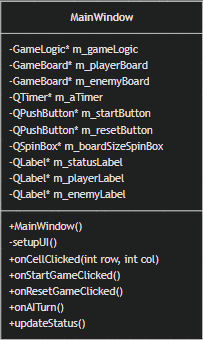 MainWindow
-GameLogic* m_gameLogic
-GameBoard* m_playerBoard
-GameBoard* m_enemyBoard
-QTimer* m_aTimer
-QPushButton* m_startButton
-QPushButton* m_resetButton
-QSpinBox* m_boardSizeSpinBox
-QLabel* m_statusLabel
-QLabel* m_playerLabel
-QLabel* m_enemyLabel
+MainWindow()
-setupUI()
+onCellClicked(int row, int col)
+onStartGameClicked()
+onResetGameClicked()
+onAITurn()
+updateStatus()